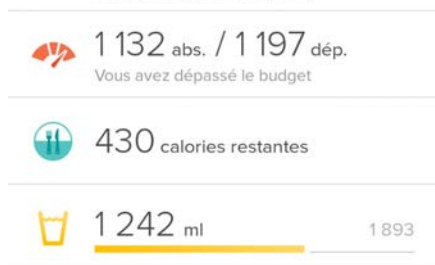 1 132 abs. / 1 197 dép.
Vous avez dépassé le budget
430 calories restantes
1 242 ml 1 893